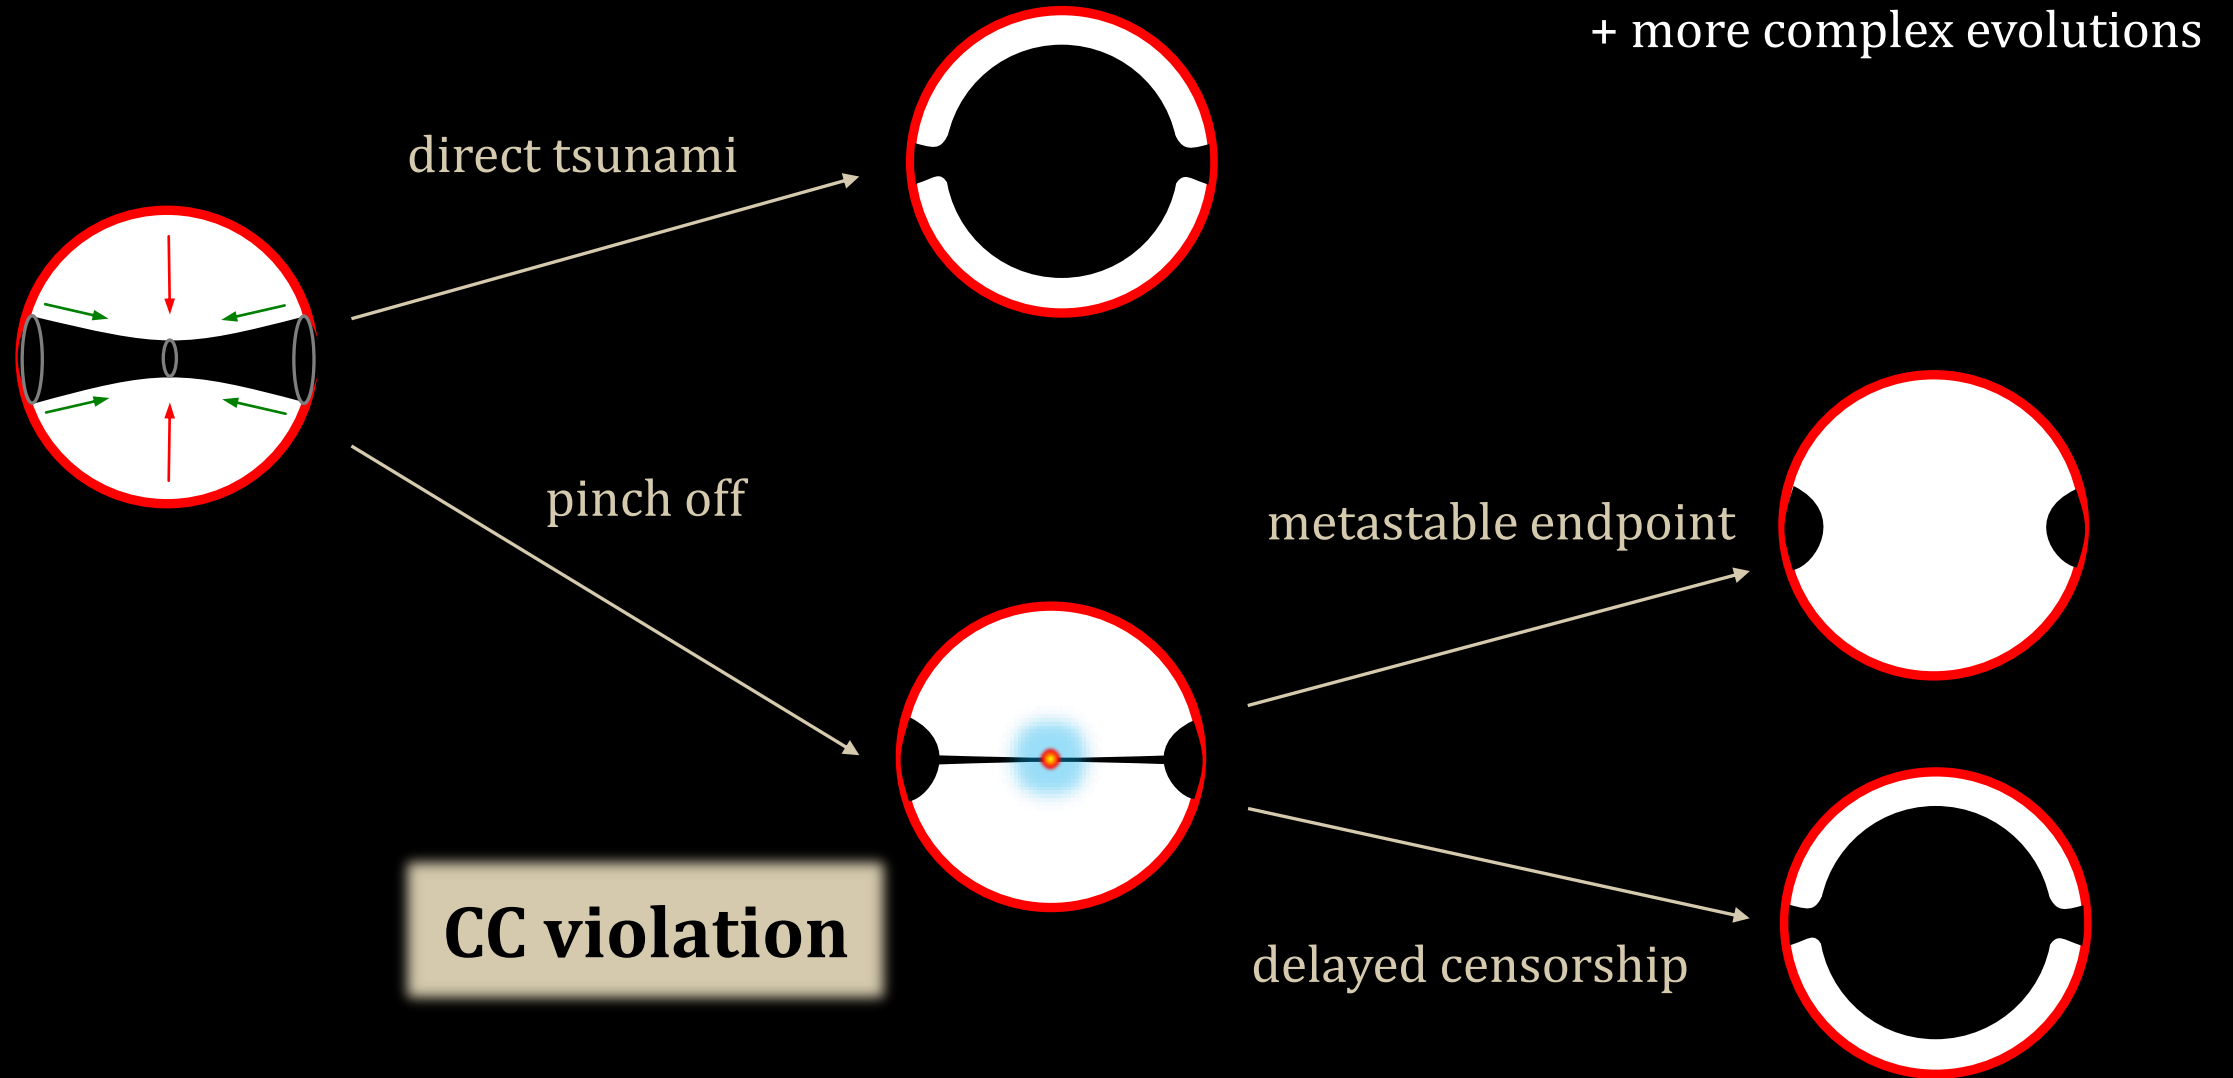 + more complex evolutions
direct tsunami
pinch off
metastable endpoint
CC violation
delayed censorship